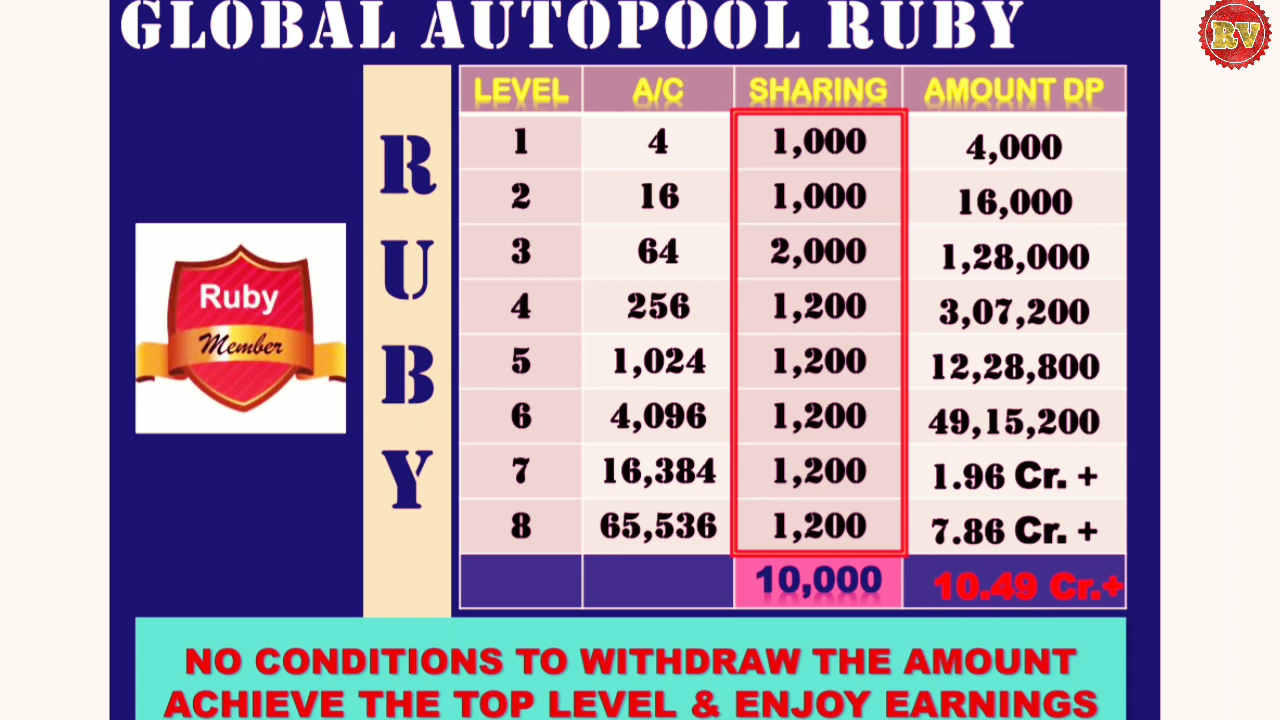 GLOBAL AUTOPOOL RUBY
RV
RUBY
Ruby
Member
LEVEL A/C SHARING AMOUNT DP
1 4 1,000 4,000
2 16 1,000 16,000
3 64 2,000 1,28,000
4 256 1,200 3,07,200
5 1,024 1,200 12,28,800
6 4,096 1,200 49,15,200
7 16,384 1,200 1.96 Cr. +
8 65,536 1,200 7.86 Cr. +
10,000 10.49 Cr.+
NO CONDITIONS TO WITHDRAW THE AMOUNT
ACHIEVE THE TOP LEVEL & ENJOY EARNINGS